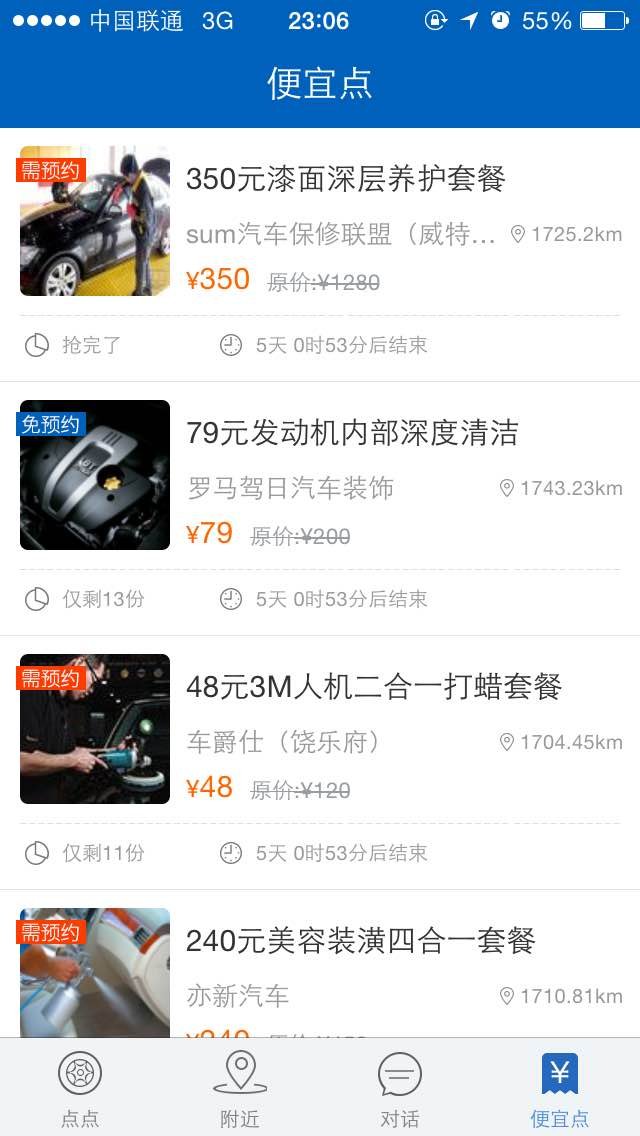 中国联通 3G 23:06 55%
便宜点
需预约
350元漆面深层养护套餐
sum汽车保修联盟（威特... 1725.2km
¥350 原价:¥1280
抢完了 5天 0时53分后结束
免预约
79元发动机内部深度清洁
罗马驾日汽车装饰 1743.23km
¥79 原价:¥200
仅剩13份 5天 0时53分后结束
需预约
48元3M人机二合一打蜡套餐
车爵仕（饶乐府） 1704.45km
¥48 原价:¥120
仅剩11份 5天 0时53分后结束
需预约
240元美容装潢四合一套餐
亦新汽车 1710.81km
¥240
点点 附近 对话 便宜点